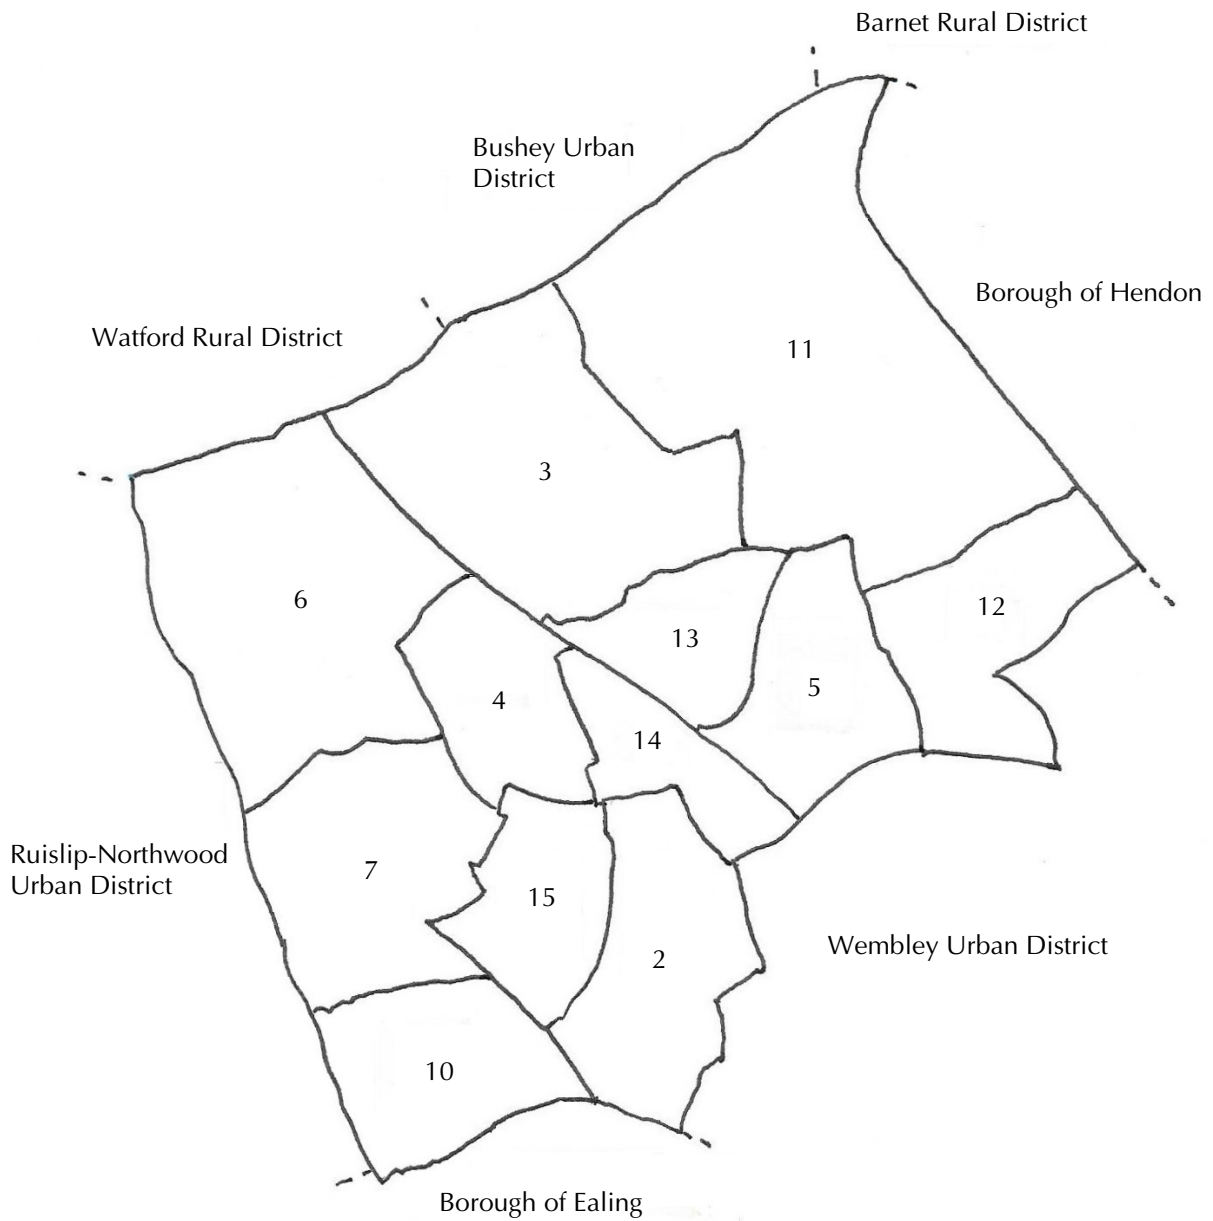 Barnet Rural District
Bushey Urban
District
Borough of Hendon
Watford Rural District
11
3
6
12
13
5
4
14
Ruislip-Northwood
Urban District
7
15
Wembley Urban District
2
10
Borough of Ealing